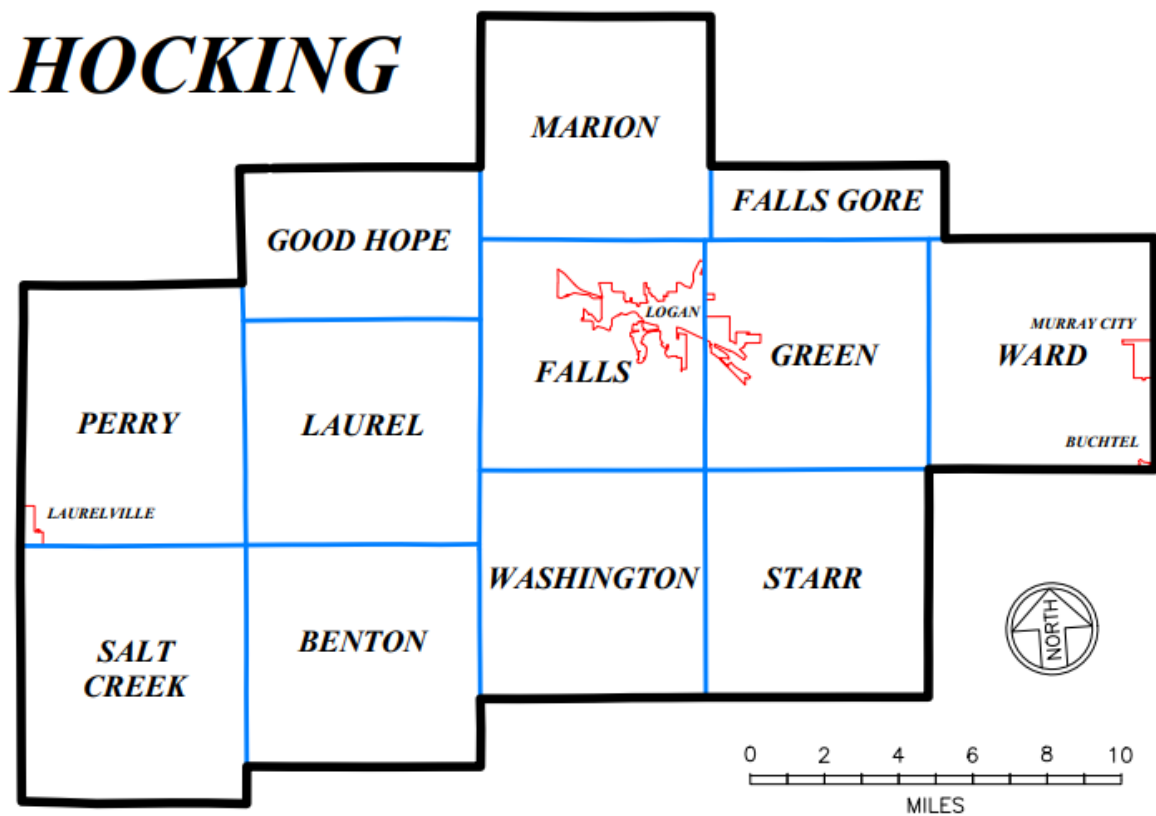 HOCKING
MARION
FALLS GORE
GOOD HOPE
LOGAN
MURRAY CITY
FALLS
GREEN
WARD
PERRY
LAUREL
BUCHTEL
LAURELVILLE
WASHINGTON
STARR
SALT
CREEK
BENTON
NORTH
0 2 4 6 8 10
MILES